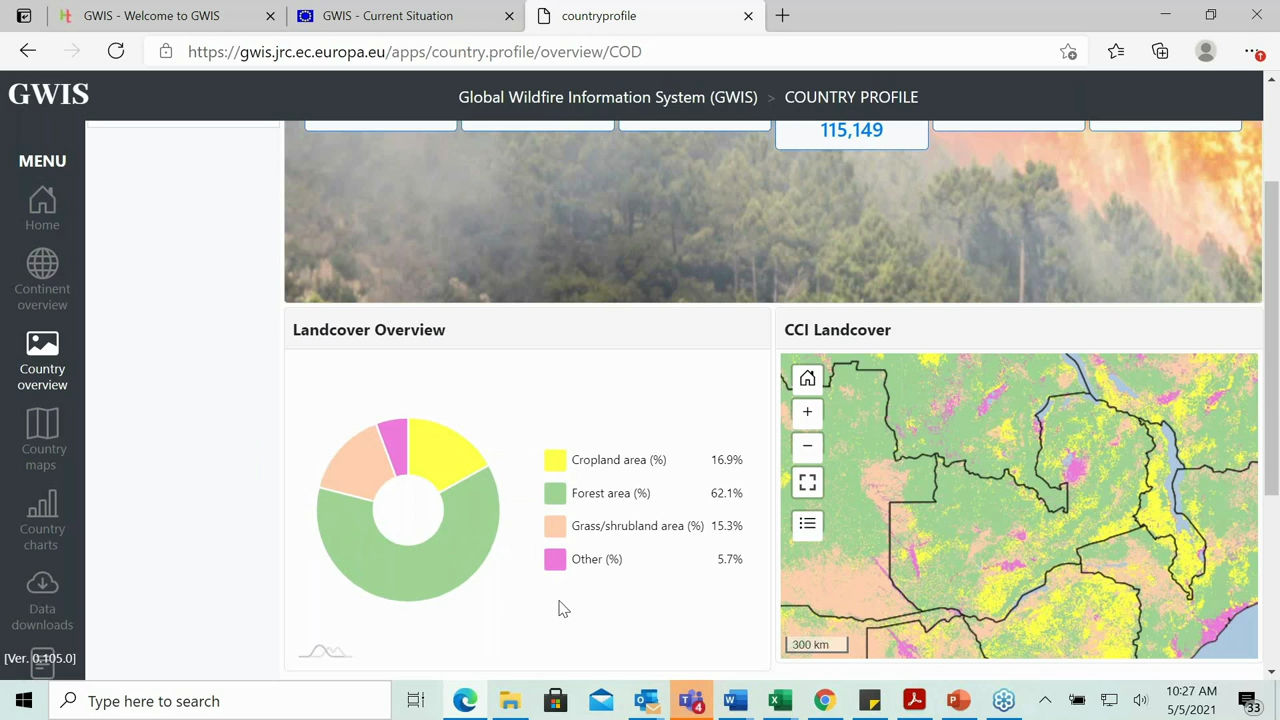 GWIS - Welcome to GWIS
GWIS - Current Situation
countryprofile
https://gwis.jrc.ec.europa.eu/apps/country.profile/overview/COD
GWIS
Global Wildfire Information System (GWIS) > COUNTRY PROFILE
115,149
MENU
Home
Continent
overview
Country
overview
Country
maps
Country
charts
Data
downloads
[Ver. 0.105.0]
Landcover Overview
Cropland area (%) 16.9%
Forest area (%) 62.1%
Grass/shrubland area (%) 15.3%
Other (%) 5.7%
CCI Landcover
+
−
300 km
Type here to search
4
10:27 AM
5/5/2021
33